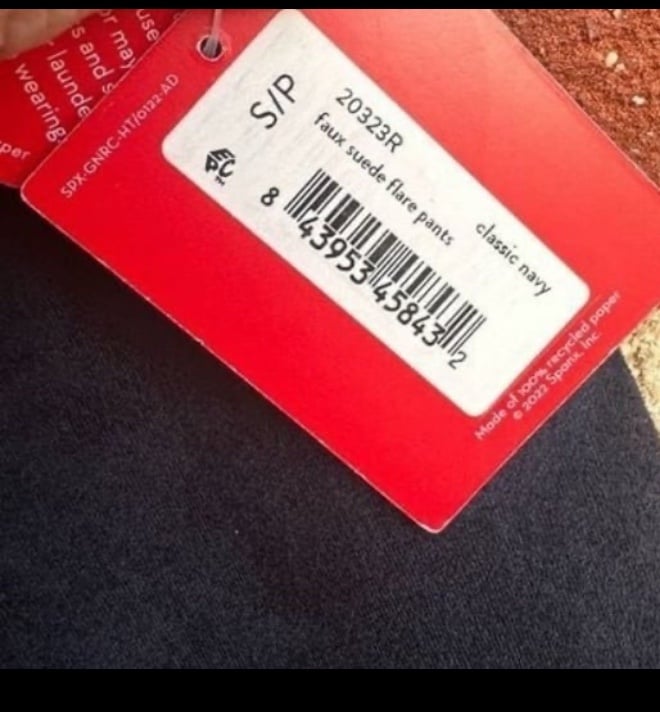 use
or may
s and s
launde
wearing.
per
SPX-GNRC-HT/0122-AD
S/P
20323R
faux suede flare pants
classic navy
EPC™
8 43953 45843 2
Made of 100% recycled paper
© 2022 Spanx, Inc.